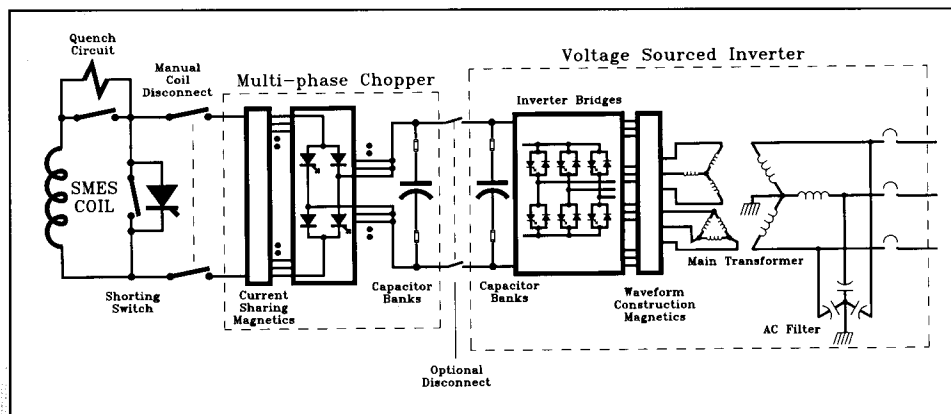 Quench
Circuit
Manual
Coil
Disconnect
Multi-phase Chopper
Voltage Sourced Inverter
Inverter Bridges
SMES
COIL
Shorting
Switch
Current
Sharing
Magnetics
Capacitor
Banks
Capacitor
Banks
Waveform
Construction
Magnetics
Main Transformer
AC Filter
Optional
Disconnect